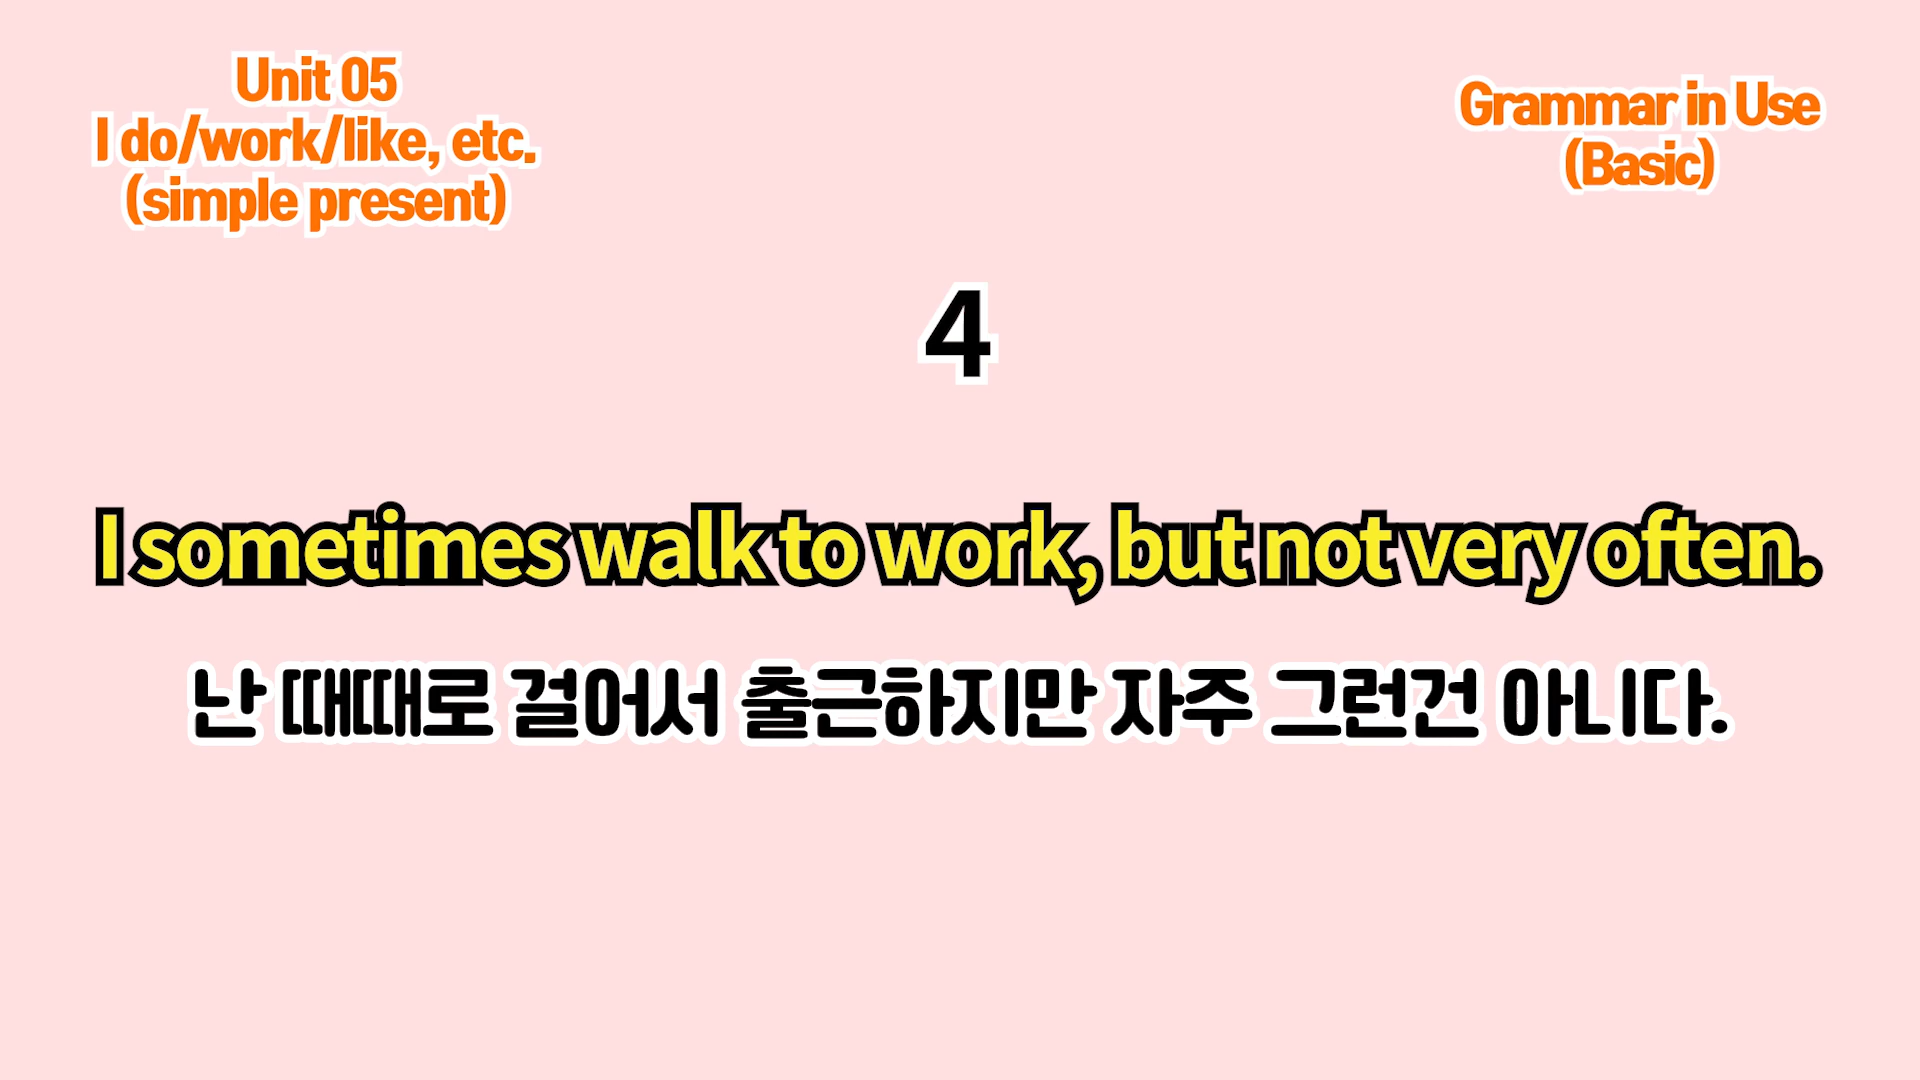 Unit 05
I do/work/like, etc.
(simple present)
Grammar in Use
(Basic)
4
I sometimes walk to work, but not very often.
난 때때로 걸어서 출근하지만 자주 그런건 아니다.